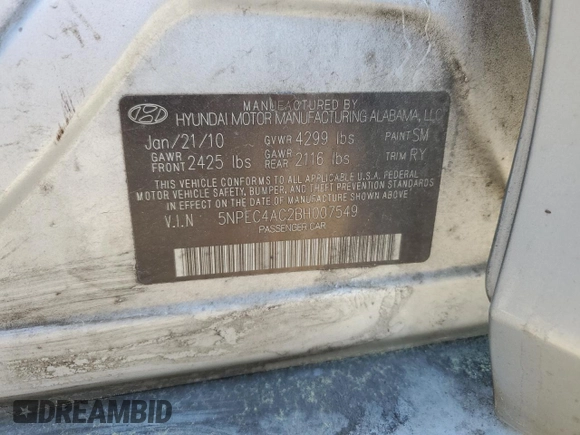 MANUFACTURED BY
HYUNDAI MOTOR MANUFACTURING ALABAMA, LLC
Jan/21/10 GVWR 4299 lbs PAINT SM
GAWR FRONT 2425 lbs GAWR REAR 2116 lbs TRIM RY
THIS VEHICLE CONFORMS TO ALL APPLICABLE U.S.A. FEDERAL
MOTOR VEHICLE SAFETY, BUMPER, AND THEFT PREVENTION STANDARDS
IN EFFECT ON THE DATE OF MANUFACTURE SHOWN ABOVE
V.I.N 5NPEC4AC2BH007549
PASSENGER CAR
DREAMBID